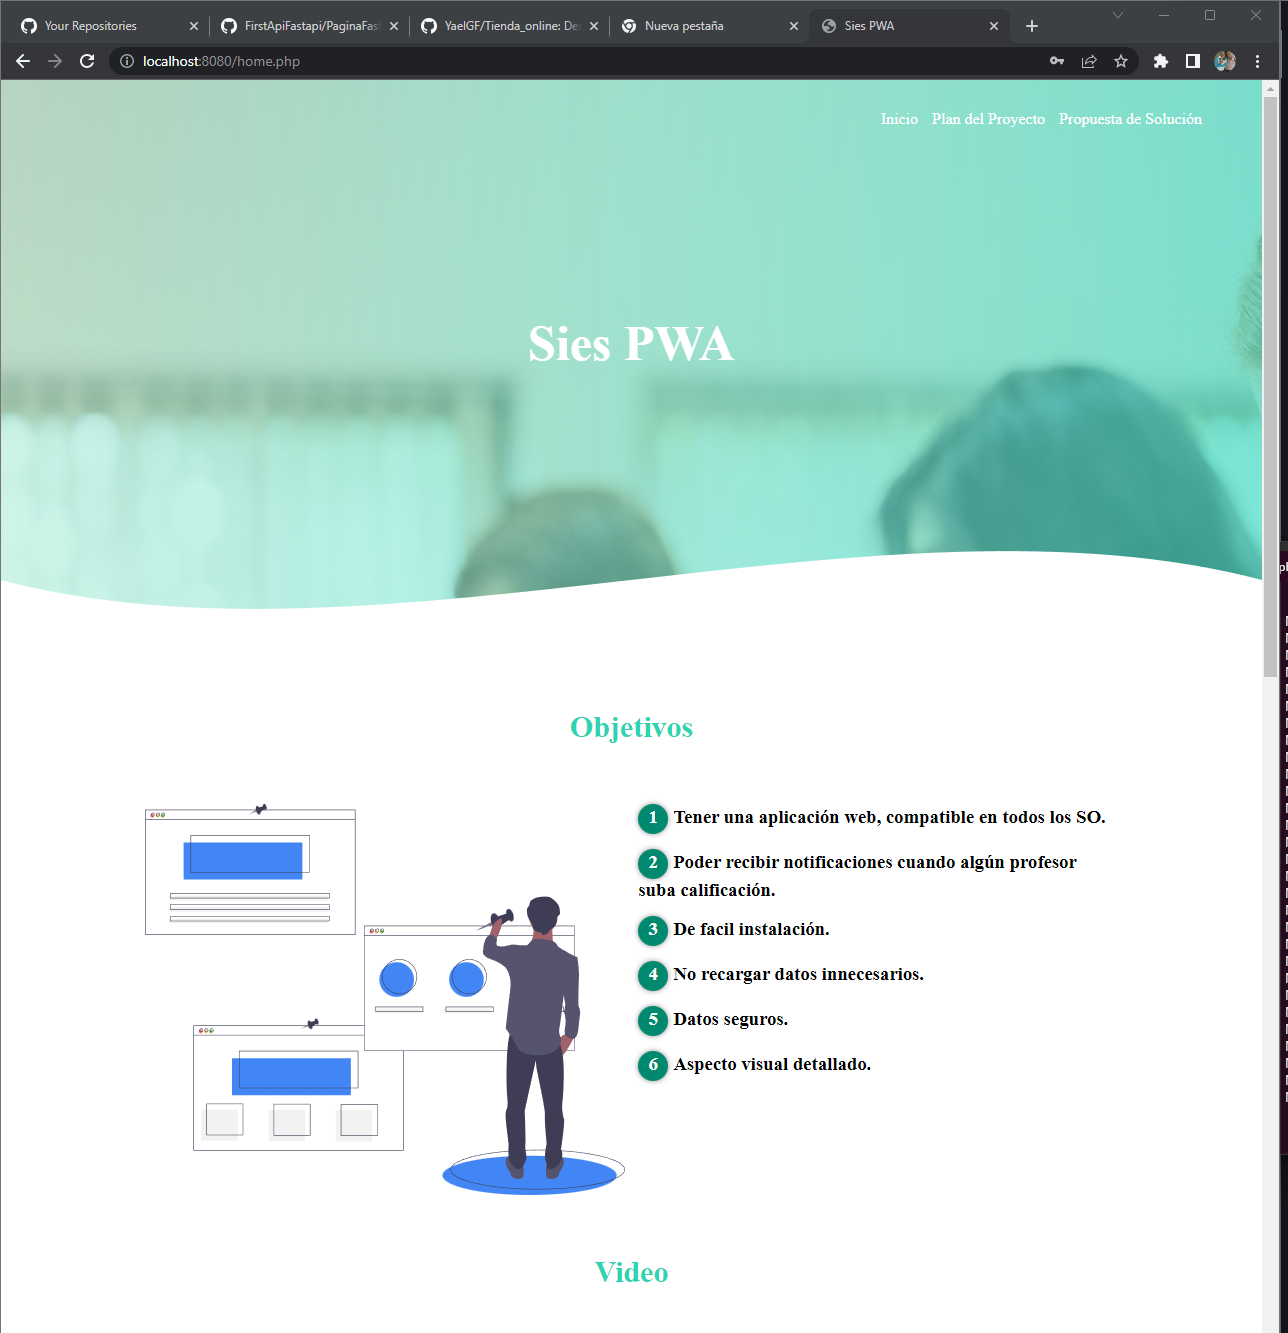 Your Repositories
FirstApiFastapi/PaginaFas
YaelGF/Tienda_online: De
Nueva pestaña
Sies PWA
localhost:8080/home.php
Inicio
Plan del Proyecto
Propuesta de Solución
Sies PWA
Objetivos
1 Tener una aplicación web, compatible en todos los SO.
2 Poder recibir notificaciones cuando algún profesor
suba calificación.
3 De facil instalación.
4 No recargar datos innecesarios.
5 Datos seguros.
6 Aspecto visual detallado.
Video